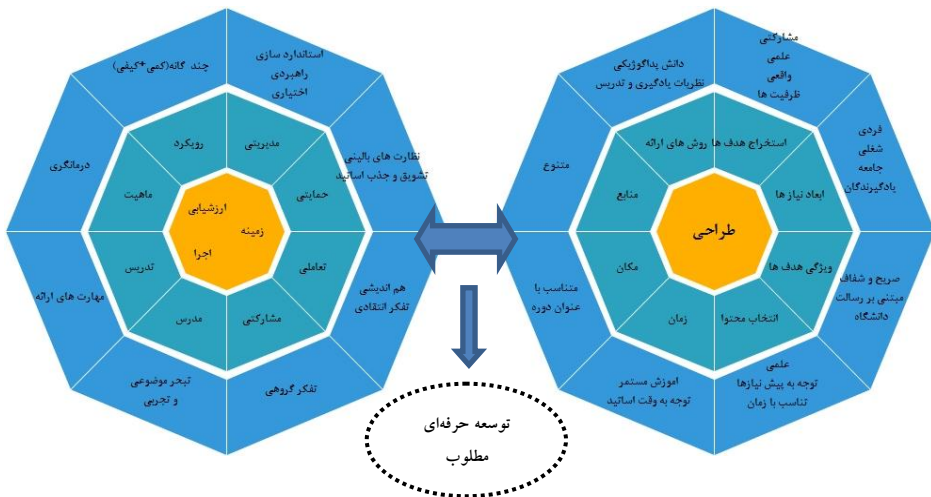 مشارکتی
علمی
واقعی
ظرفیت ها
فردی
شغلی
جامعه
یادگیرندگان
صریح و شفاف
مبتنی بر رسالت
دانشگاه
علمی
توجه به پیش نیازها
تناسب با زمان
اموزش مستمر
توجه به وقت اساتید
متناسب با
عنوان دوره
متنوع
دانش پداگوژیکی
نظریات یادگیری و تدریس
استخراج هدف ها
ابعاد نیاز ها
ویژگی هدف ها
انتخاب محتوا
زمان
مکان
منابع
روش های ارائه
طراحی
استاندارد سازی
راهبردی
اختیاری
نظارت های بالینی
تشویق و جذب اساتید
هم اندیشی
تفکر انتقادی
تفکر گروهی
تبحر موضوعی
و تجربی
مهارت های ارائه
درمانگری
چند گانه(کمی+کیفی)
مدیریتی
حمایتی
تعاملی
مشارکتی
مدرس
تدریس
ماهیت
رویکرد
ارزشیابی
زمینه
اجرا
توسعه حرفه‌ای
مطلوب